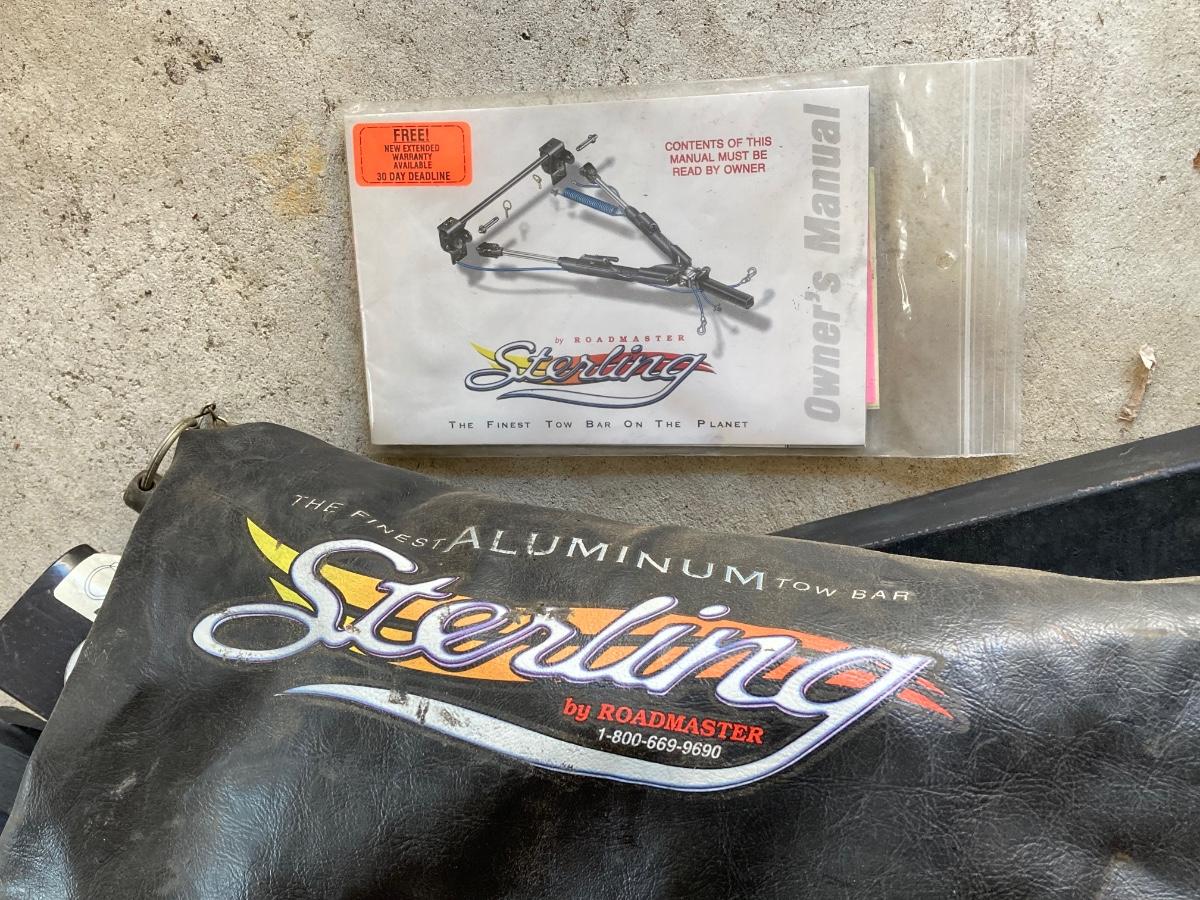 FREE!
NEW EXTENDED
WARRANTY
AVAILABLE
30 DAY DEADLINE
CONTENTS OF THIS
MANUAL MUST BE
READ BY OWNER
Owner's Manual
by ROADMASTER
Sterling
THE FINEST TOW BAR ON THE PLANET
THE FINEST ALUMINUM TOW BAR
Sterling
by ROADMASTER
1-800-669-9690